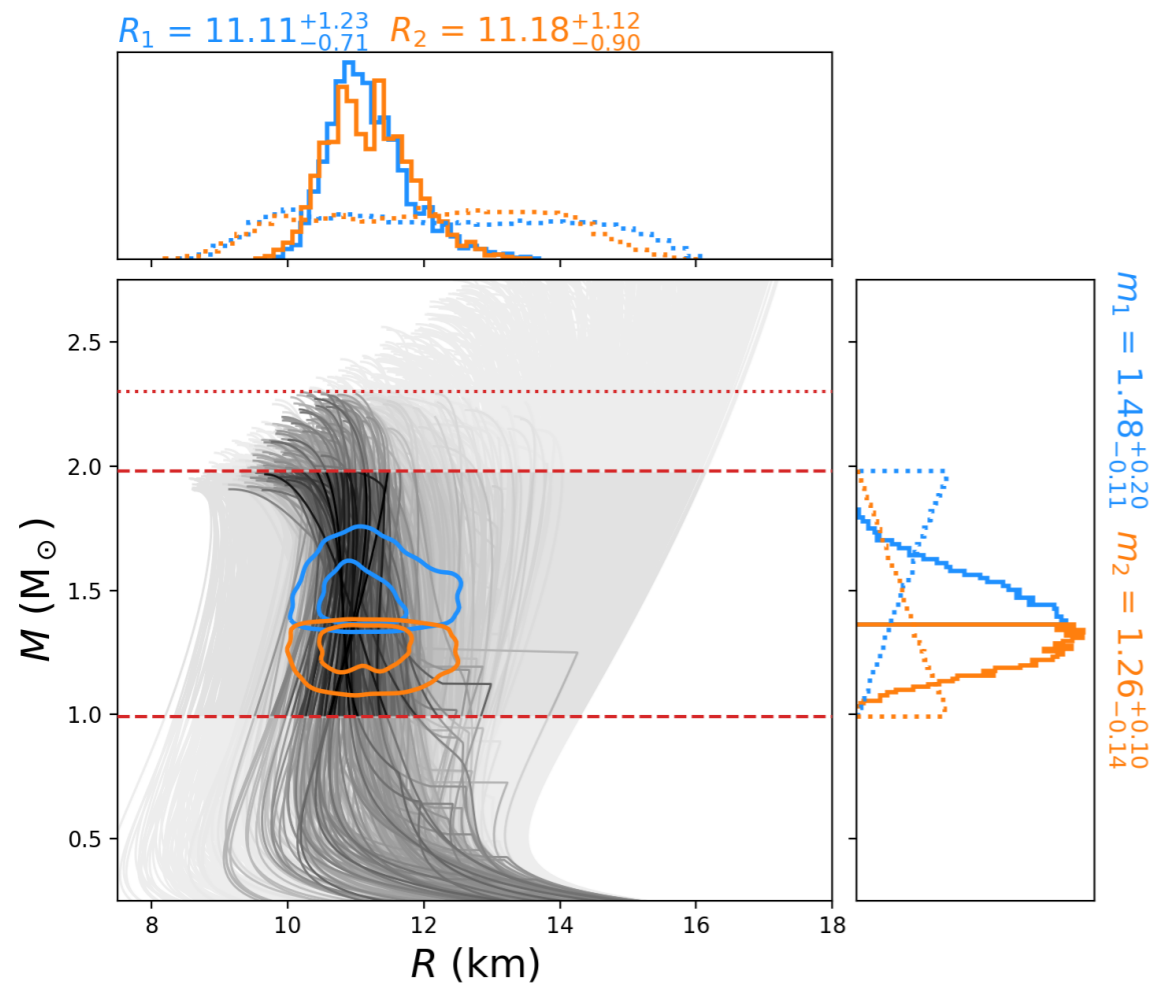 R₁ = 11.11⁺¹·²³₋₀.₇₁ R₂ = 11.18⁺¹·¹²₋₀.₉₀
2.5
2.0
1.5
1.0
0.5
M (M⊙)
8 10 12 14 16 18
R (km)
m₁ = 1.48⁺⁰·²⁰₋₀.₁₁ m₂ = 1.26⁺⁰·¹⁰₋₀.₁₄